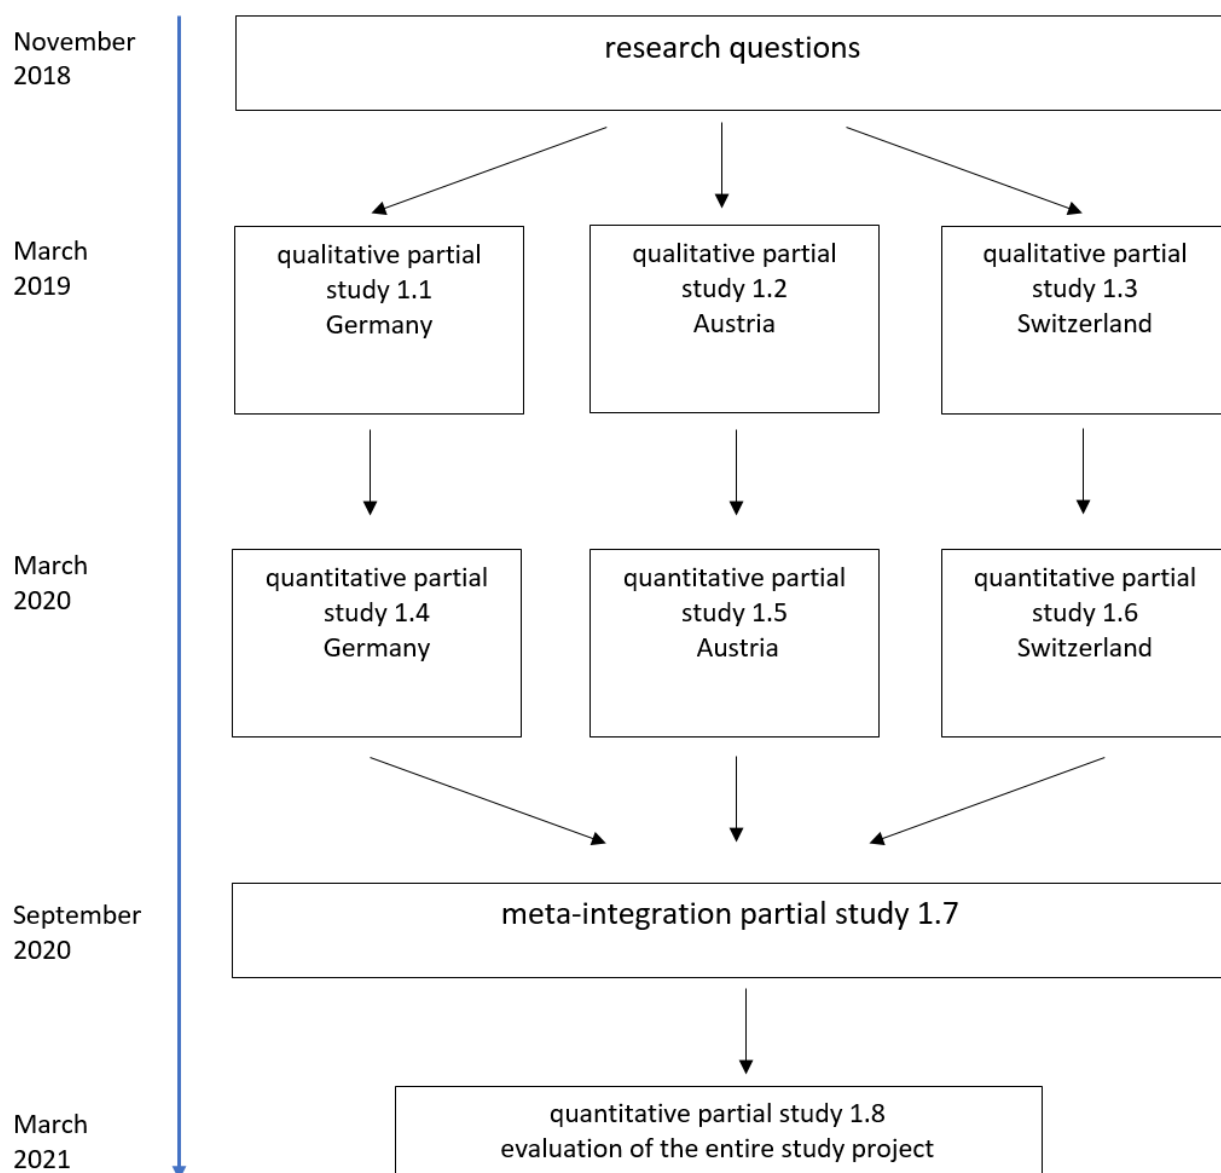 November
2018
research questions
March
2019
qualitative partial
study 1.1
Germany
qualitative partial
study 1.2
Austria
qualitative partial
study 1.3
Switzerland
March
2020
quantitative partial
study 1.4
Germany
quantitative partial
study 1.5
Austria
quantitative partial
study 1.6
Switzerland
September
2020
meta-integration partial study 1.7
March
2021
quantitative partial study 1.8
evaluation of the entire study project